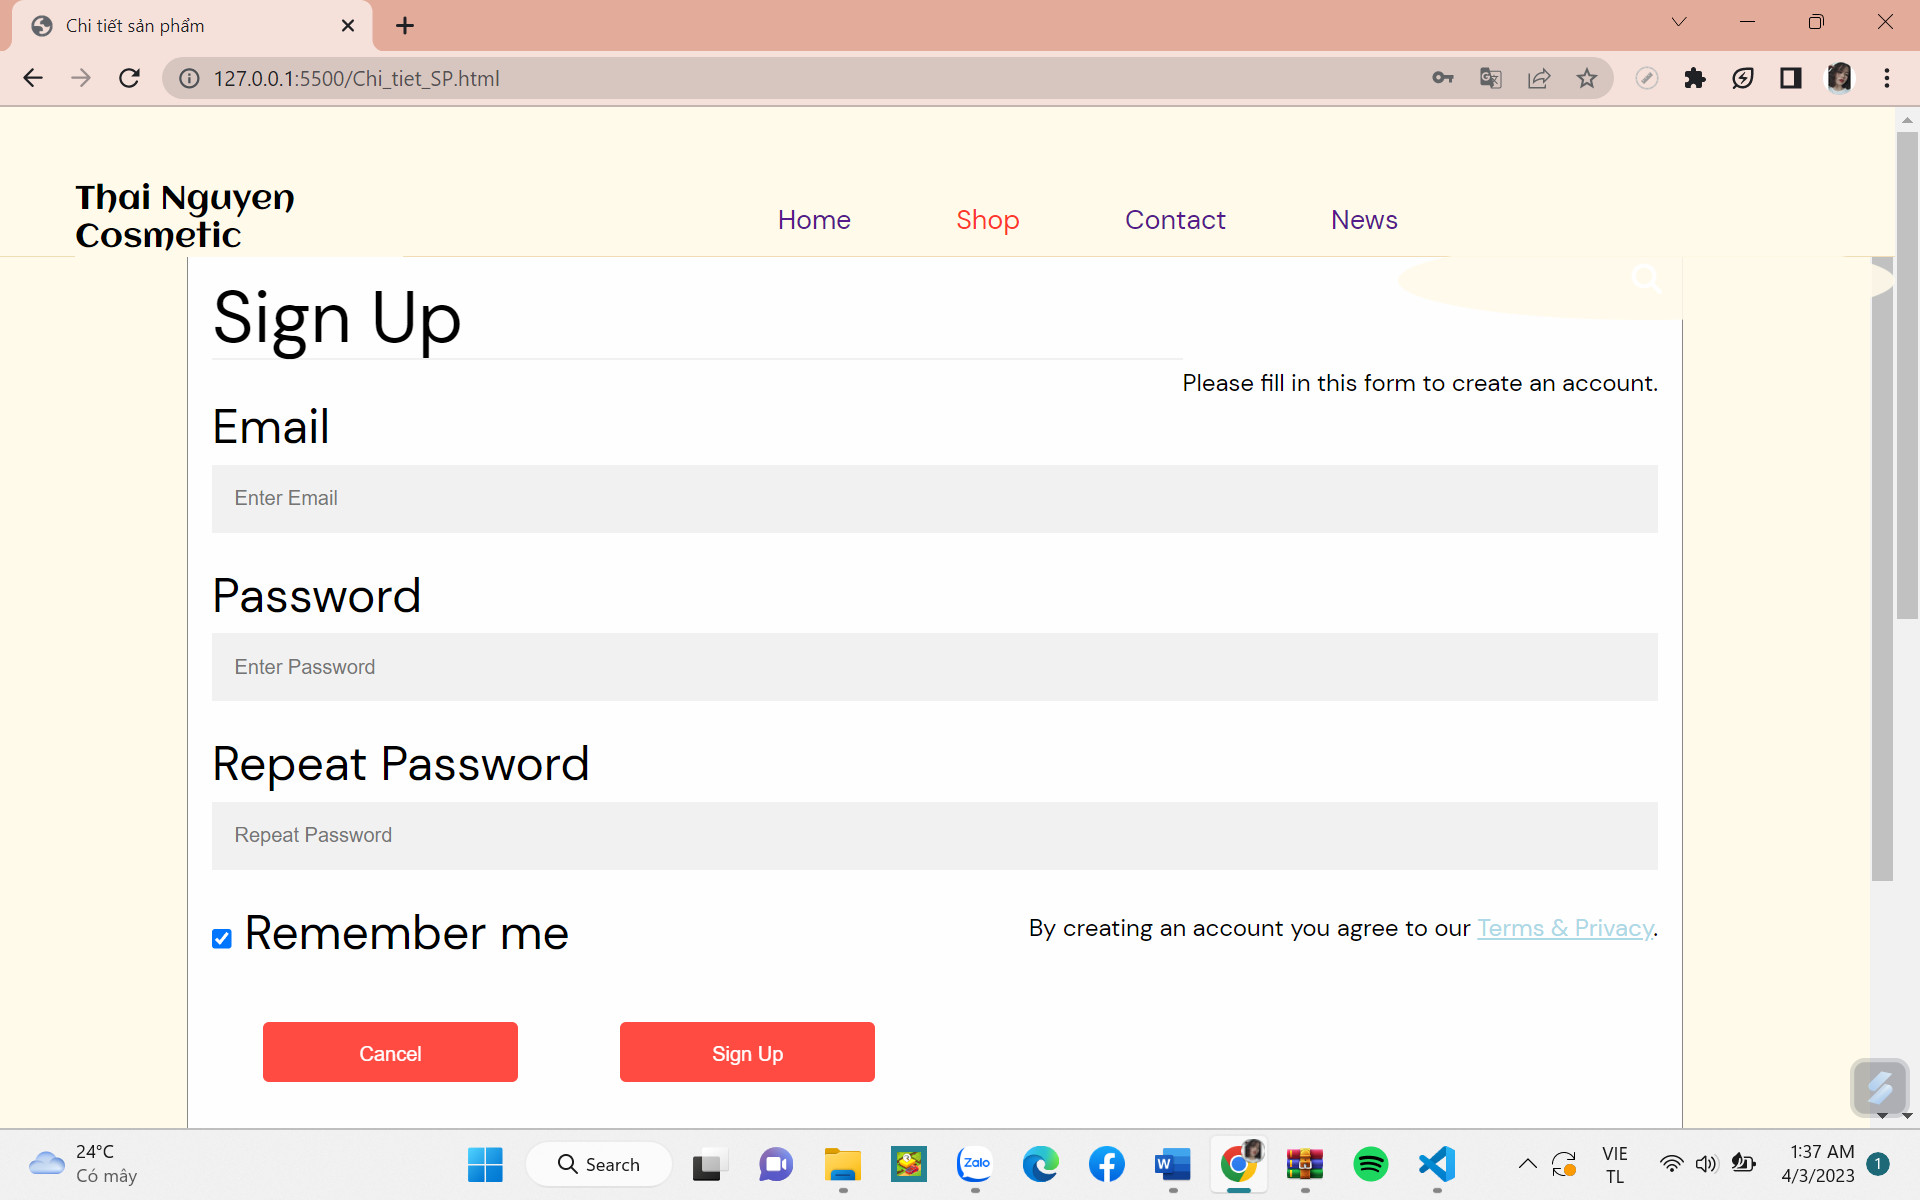 Chi tiết sản phẩm
127.0.0.1:5500/Chi_tiet_SP.html
Thai Nguyen
Cosmetic
Home
Shop
Contact
News
Sign Up
Please fill in this form to create an account.
Email
Enter Email
Password
Enter Password
Repeat Password
Repeat Password
Remember me
By creating an account you agree to our Terms & Privacy.
Cancel
Sign Up
24°C
Có mây
Search
Zalo
W
VIE
TL
1:37 AM
4/3/2023
1